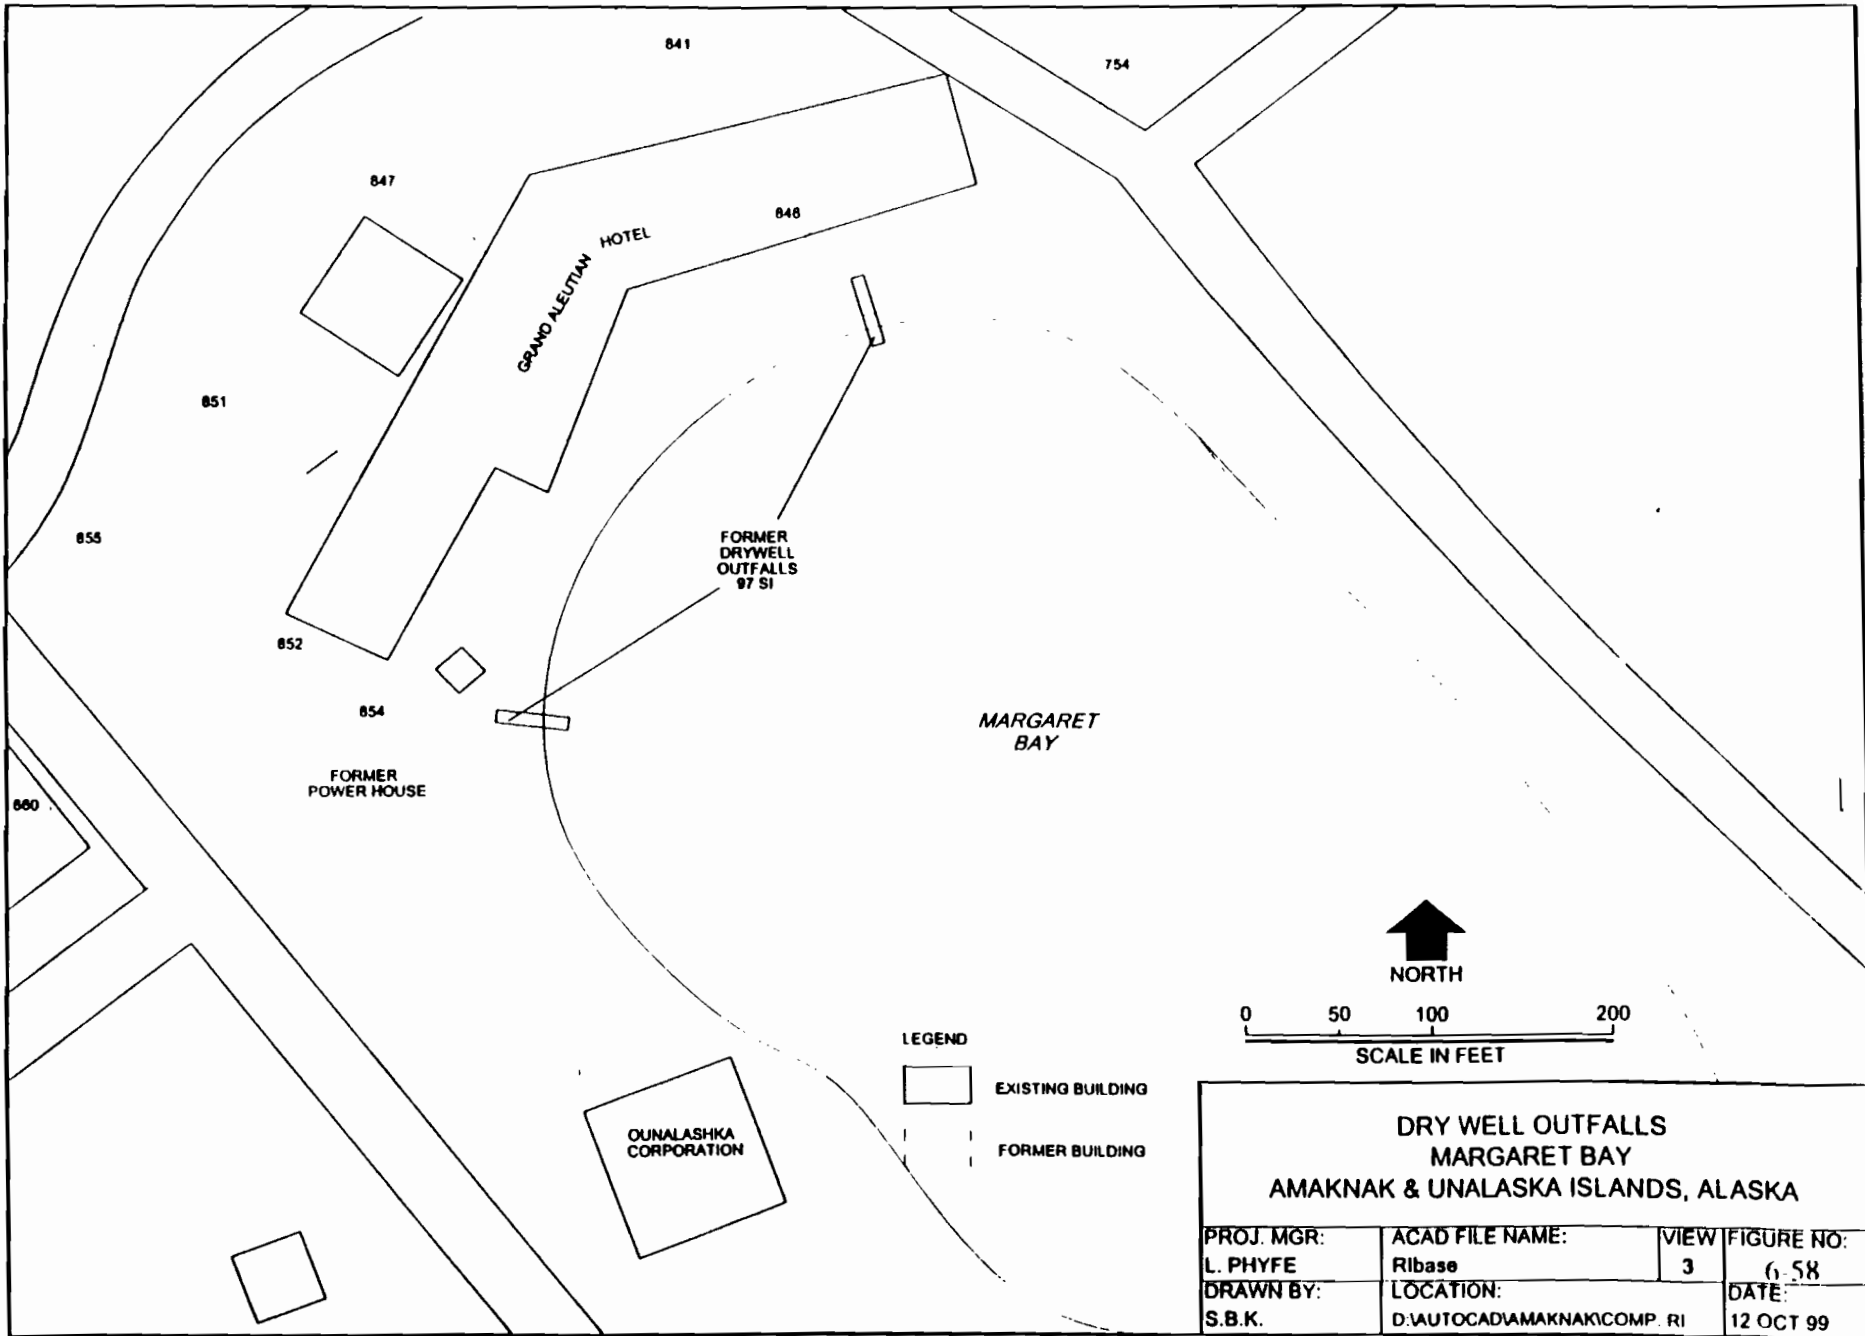 841
754
847
848
GRAND ALEUTIAN HOTEL
851
855
FORMER
DRYWELL
OUTFALLS
97 SI
852
854
MARGARET
BAY
FORMER
POWER HOUSE
860
NORTH
0 50 100 200
SCALE IN FEET
LEGEND
EXISTING BUILDING
FORMER BUILDING
OUNALASHKA
CORPORATION
DRY WELL OUTFALLS
MARGARET BAY
AMAKNAK & UNALASKA ISLANDS, ALASKA
PROJ. MGR:
L. PHYFE
ACAD FILE NAME:
RIbase
VIEW
3
FIGURE NO:
6-58
DRAWN BY:
S.B.K.
LOCATION:
D:\AUTOCAD\AMAKNAK\COMP. RI
DATE:
12 OCT 99